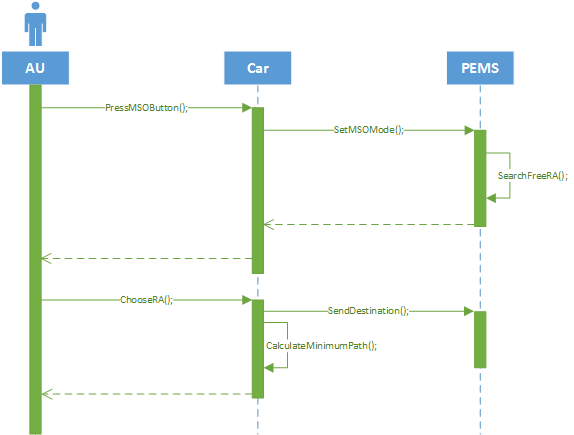 AU
Car
PEMS
PressMSOButton();
SetMSOMode();
SearchFreeRA();
ChooseRA();
SendDestination();
CalculateMinimumPath();